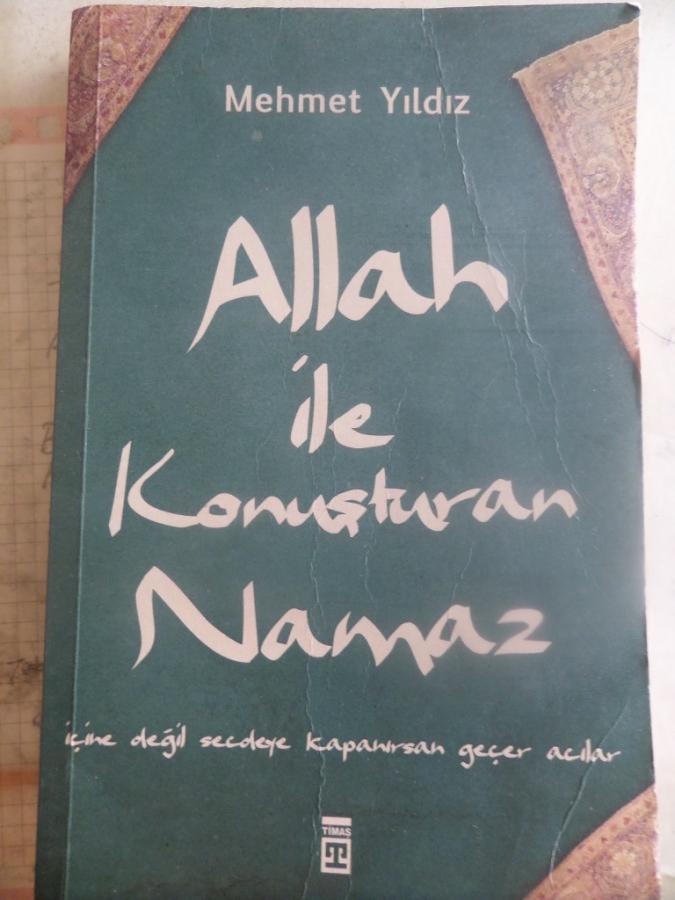 Mehmet Yıldız
Allah
ile
Konuşturan
Namaz
içine değil secdeye kapanırsan geçer acılar
TİMAŞ
T